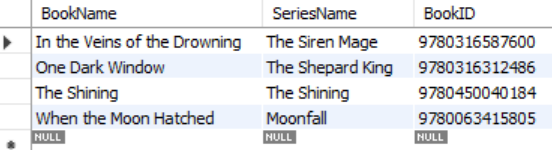 BookName SeriesName BookID
In the Veins of the Drowning The Siren Mage 9780316587600
One Dark Window The Shepard King 9780316312486
The Shining The Shining 9780450040184
When the Moon Hatched Moonfall 9780063415805
NULL NULL NULL